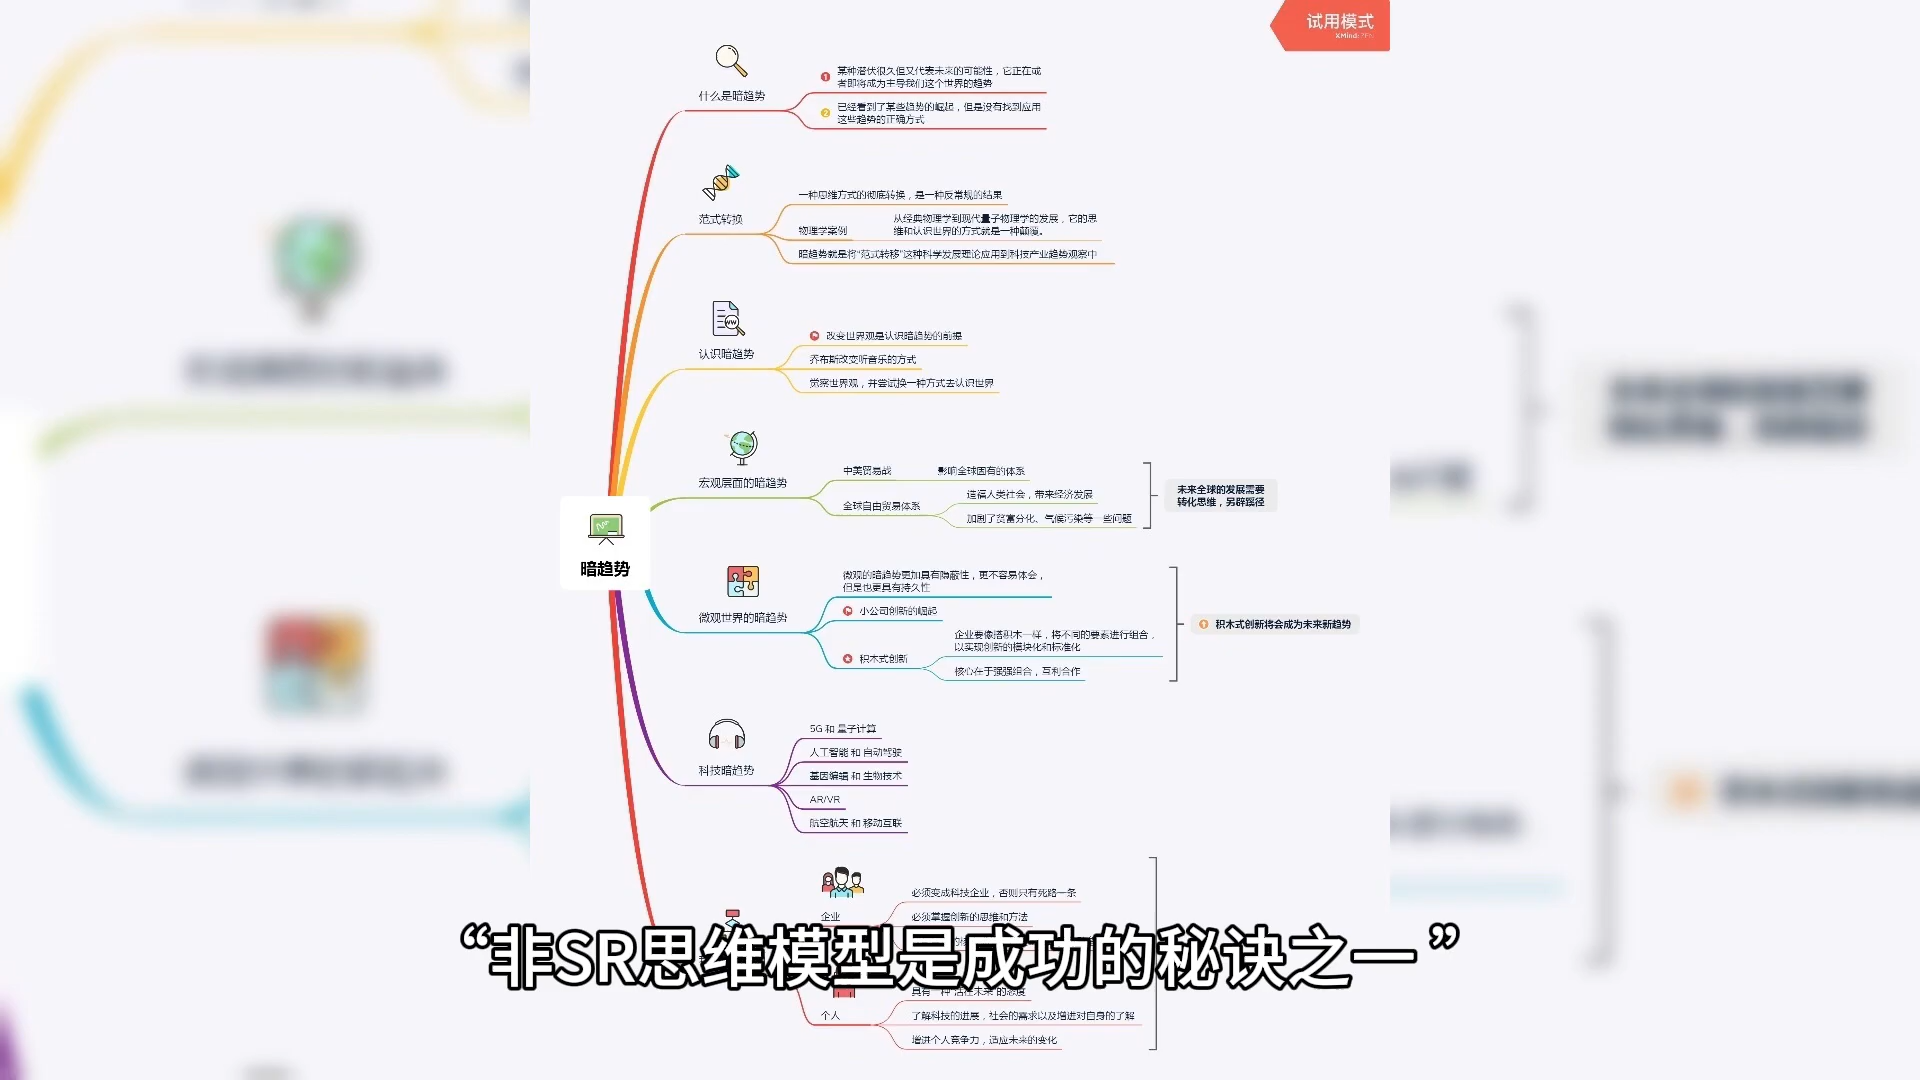 试用模式
XMind: ZEN
什么是暗趋势
某种潜伏很久但又代表未来的可能性，它正在或
者即将成为主导我们这个世界的趋势
已经看到了某些趋势的崛起，但是没有找到应用
这些趋势的正确方式
范式转换
一种思维方式的彻底转换，是一种反常规的结果
物理学案例
从经典物理学到现代量子物理学的发展，它的思
维和认识世界的方式就是一种颠覆。
暗趋势就是将“范式转移”这种科学发展理论应用到科技产业趋势观察中
认识暗趋势
改变世界观是认识暗趋势的前提
乔布斯改变听音乐的方式
觉察世界观，并尝试换一种方式去认识世界
宏观层面的暗趋势
中美贸易战
影响全球固有的体系
全球自由贸易体系
造福人类社会，带来经济发展
加剧了贫富分化、气候污染等一些问题
未来全球的发展需要
转化思维，另辟蹊径
暗趋势
微观世界的暗趋势
微观的暗趋势更加具有隐蔽性，更不容易体会，
但是也更具有持久性
小公司创新的崛起
积木式创新
企业要像搭积木一样，将不同的要素进行组合，
以实现创新的模块化和标准化
核心在于强强组合，互利合作
积木式创新将会成为未来新趋势
科技暗趋势
5G 和 量子计算
人工智能 和 自动驾驶
基因编辑 和 生物技术
AR/VR
航空航天 和 移动互联
企业
必须变成科技企业，否则只有死路一条
必须掌握创新的思维和方法
“非SR思维模型是成功的秘诀之一”
个人
具有一种“活在未来”的态度
了解科技的进展，社会的需求以及增进对自身的了解
增进个人竞争力，适应未来的变化